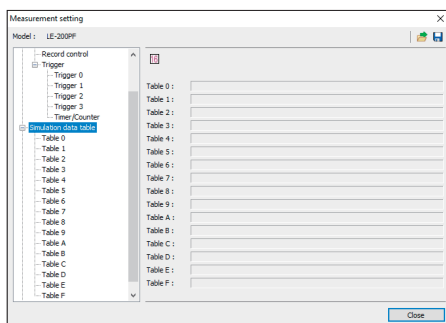 Measurement setting
Model : LE-200PF
Record control
Trigger
Trigger 0
Trigger 1
Trigger 2
Trigger 3
Timer/Counter
Simulation data table
Table 0
Table 1
Table 2
Table 3
Table 4
Table 5
Table 6
Table 7
Table 8
Table 9
Table A
Table B
Table C
Table D
Table E
Table F
16
Table 0 :
Table 1 :
Table 2 :
Table 3 :
Table 4 :
Table 5 :
Table 6 :
Table 7 :
Table 8 :
Table 9 :
Table A :
Table B :
Table C :
Table D :
Table E :
Table F :
Close